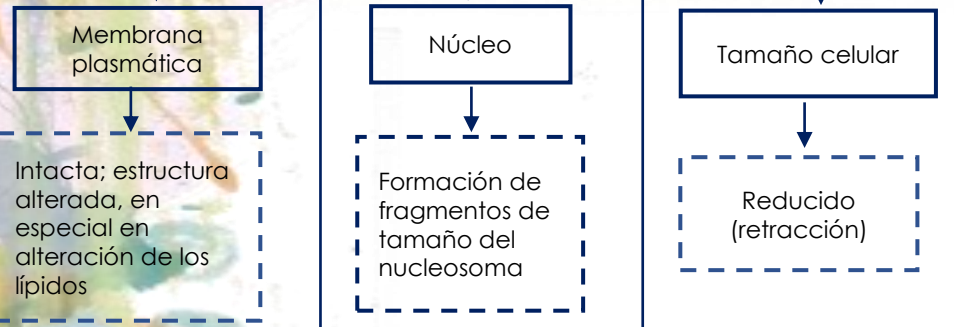 Membrana
plasmática
Núcleo
Tamaño celular
Intacta; estructura
alterada, en
especial en
alteración de los
lípidos
Formación de
fragmentos de
tamaño del
nucleosoma
Reducido
(retracción)